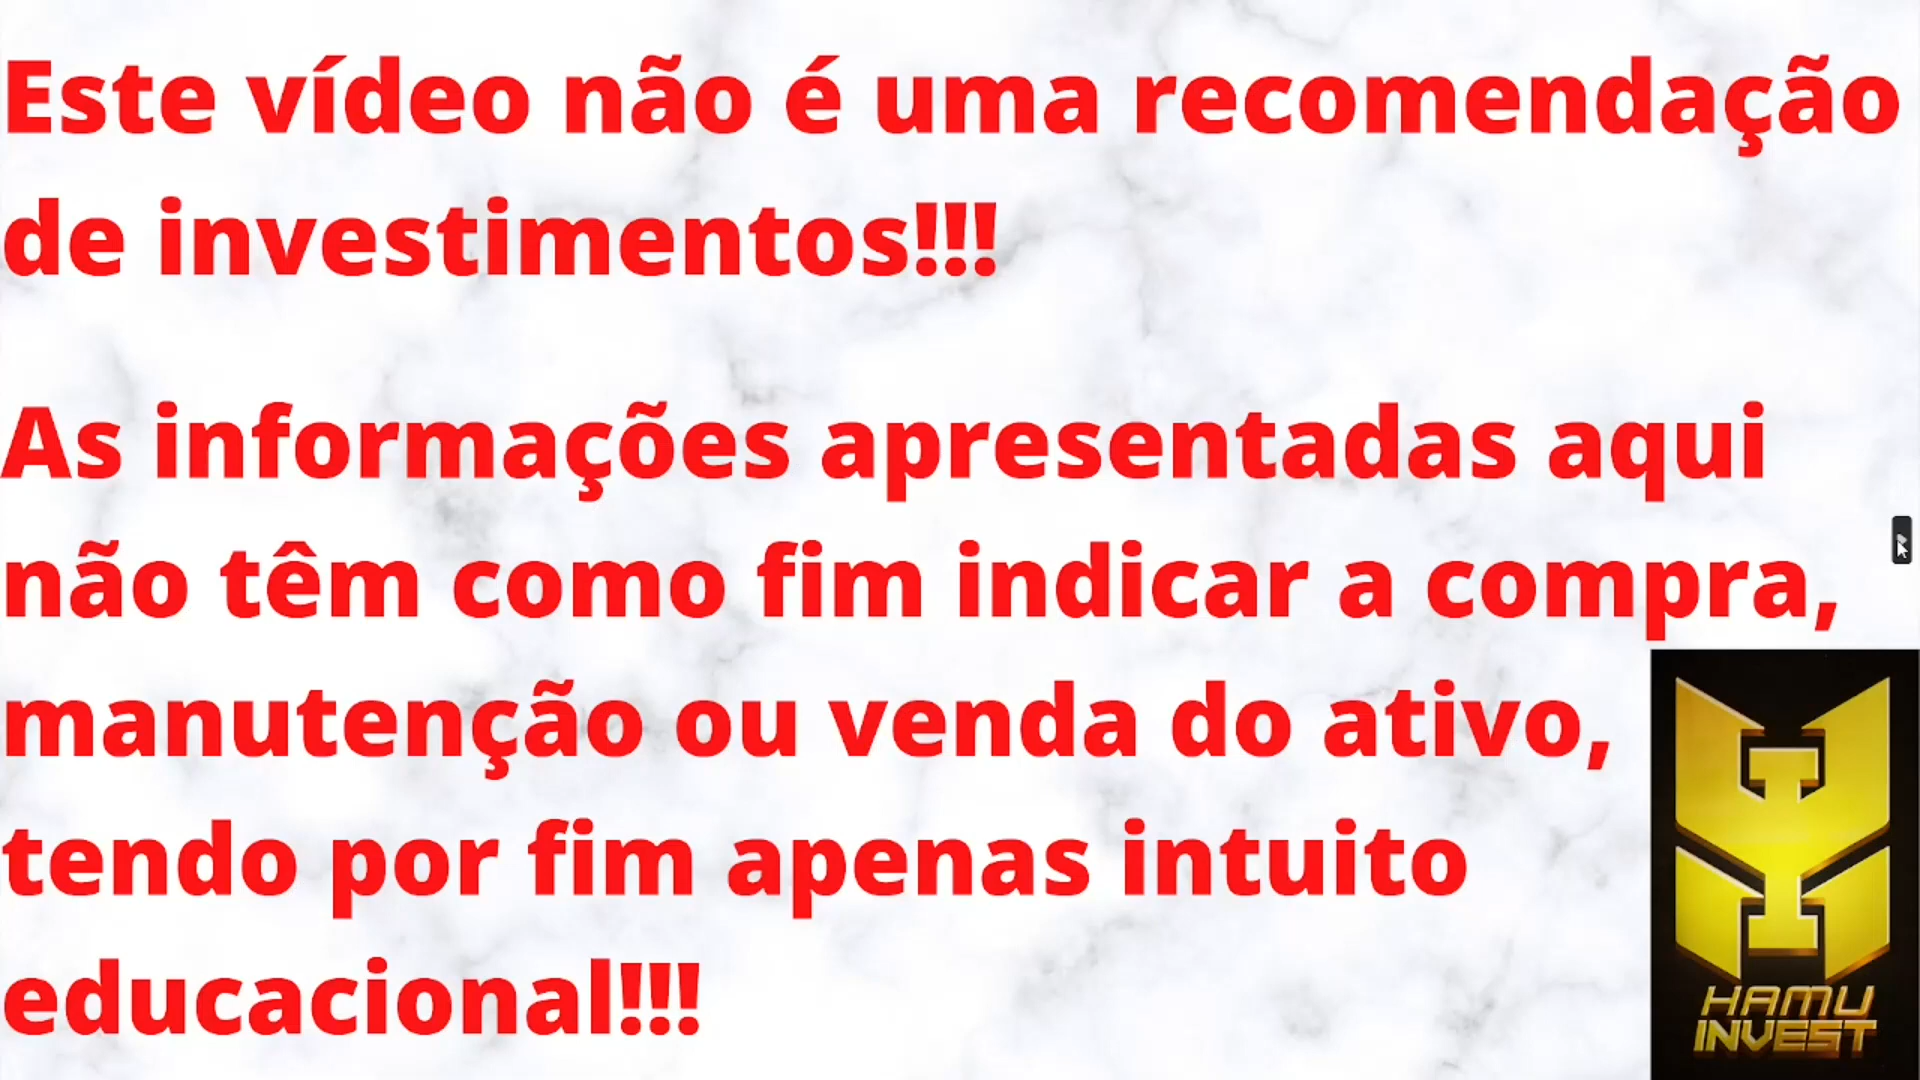 Este vídeo não é uma recomendação
de investimentos!!!
As informações apresentadas aqui
não têm como fim indicar a compra,
manutenção ou venda do ativo,
tendo por fim apenas intuito
educacional!!!
HAMU
INVEST